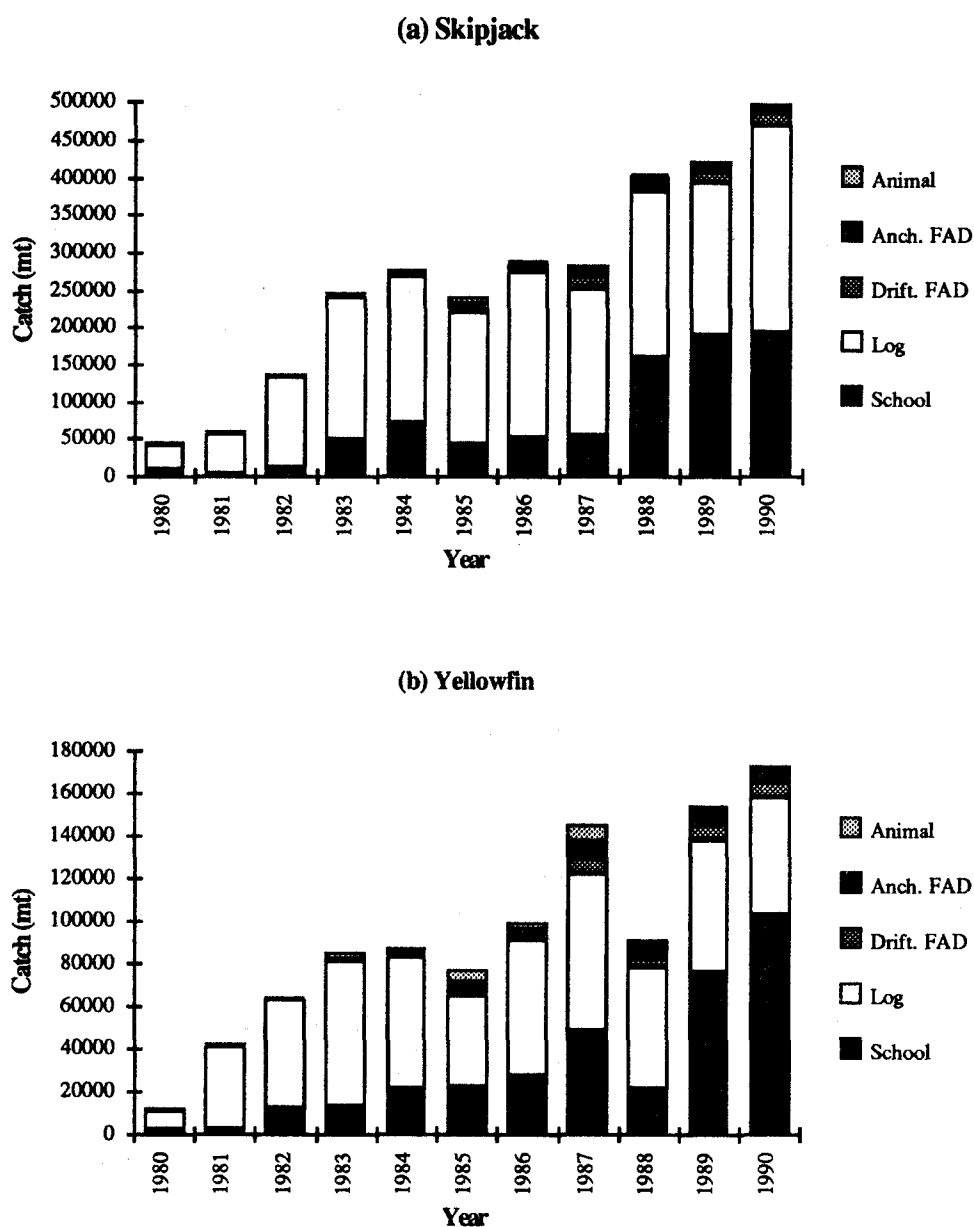 (a) Skipjack
500000
450000
400000
350000
300000
250000
200000
150000
100000
50000
0
Catch (mt)
1980 1981 1982 1983 1984 1985 1986 1987 1988 1989 1990
Year
Animal
Anch. FAD
Drift. FAD
Log
School
(b) Yellowfin
180000
160000
140000
120000
100000
80000
60000
40000
20000
0
Catch (mt)
1980 1981 1982 1983 1984 1985 1986 1987 1988 1989 1990
Year
Animal
Anch. FAD
Drift. FAD
Log
School